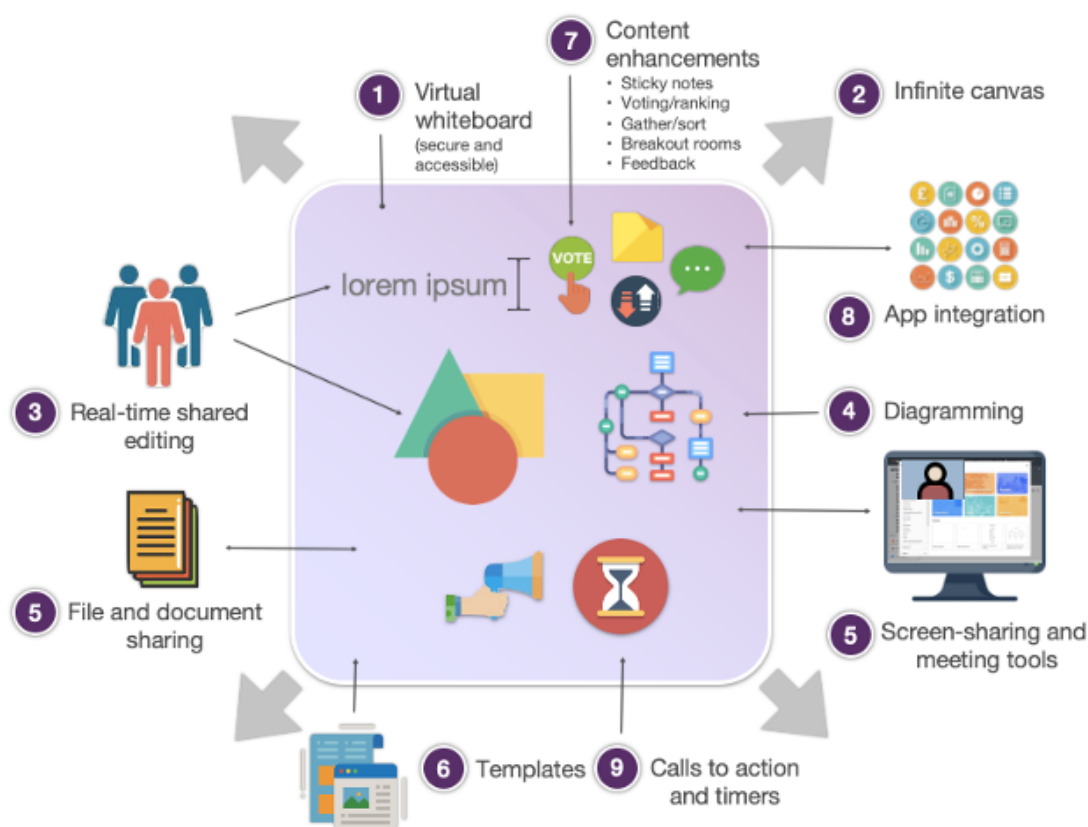 7 Content
enhancements
• Sticky notes
• Voting/ranking
• Gather/sort
• Breakout rooms
• Feedback
1 Virtual
whiteboard
(secure and
accessible)
2 Infinite canvas
VOTE
lorem ipsum
8 App integration
3 Real-time shared
editing
4 Diagramming
5 File and document
sharing
5 Screen-sharing and
meeting tools
6 Templates
9 Calls to action
and timers